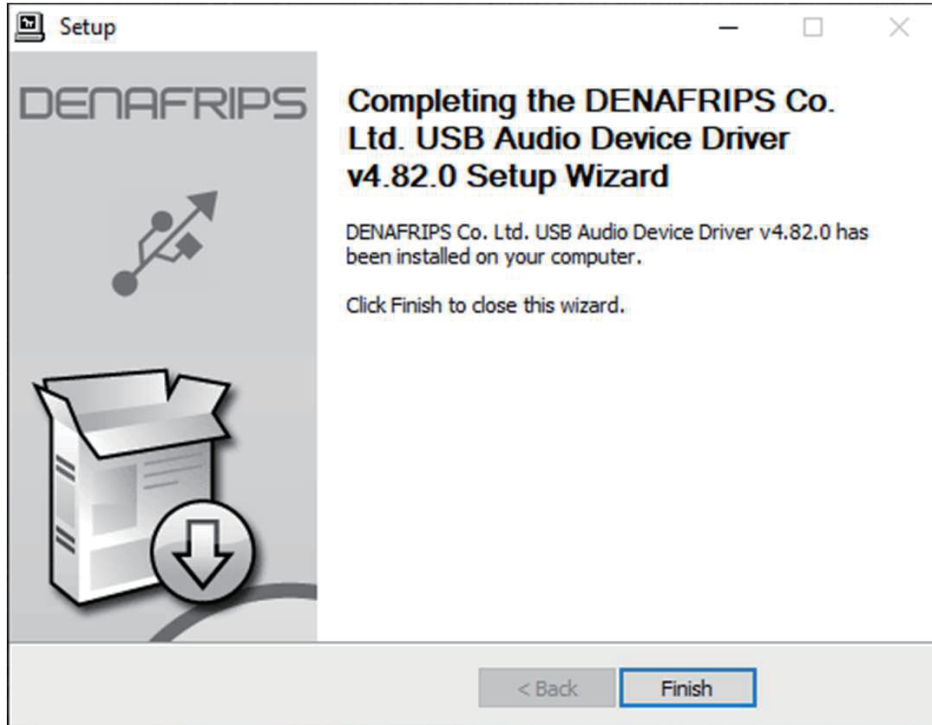 Setup
DENAFRIPS
Completing the DENAFRIPS Co.
Ltd. USB Audio Device Driver
v4.82.0 Setup Wizard
DENAFRIPS Co. Ltd. USB Audio Device Driver v4.82.0 has
been installed on your computer.
Click Finish to close this wizard.
< Back
Finish